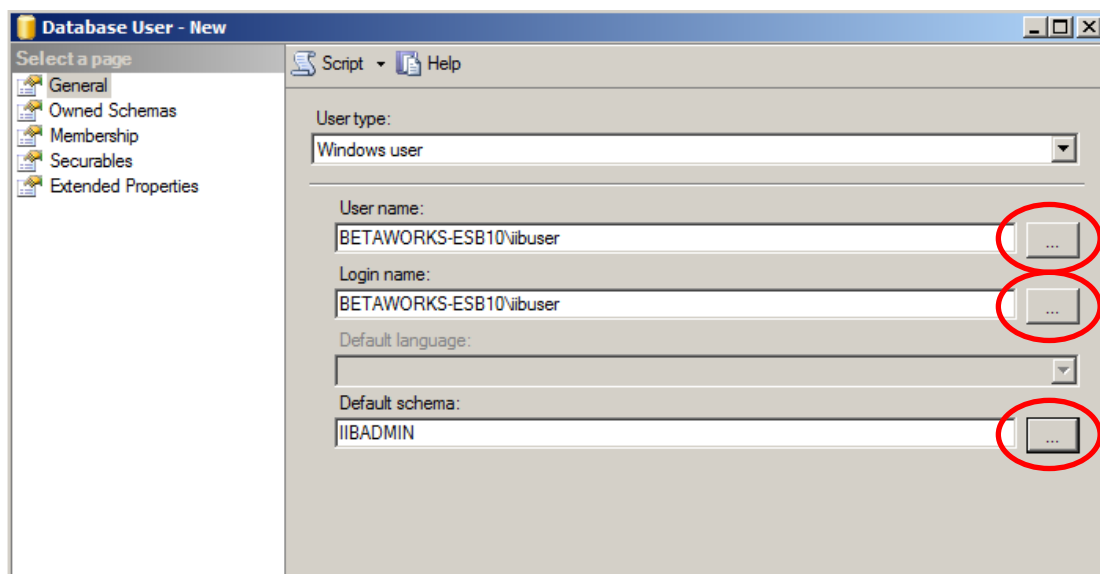 Database User - New
Select a page
General
Owned Schemas
Membership
Securables
Extended Properties
Script Help
User type:
Windows user
User name:
BETAWORKS-ESB10\iibuser
...
Login name:
BETAWORKS-ESB10\iibuser
...
Default language:
Default schema:
IIBADMIN
...